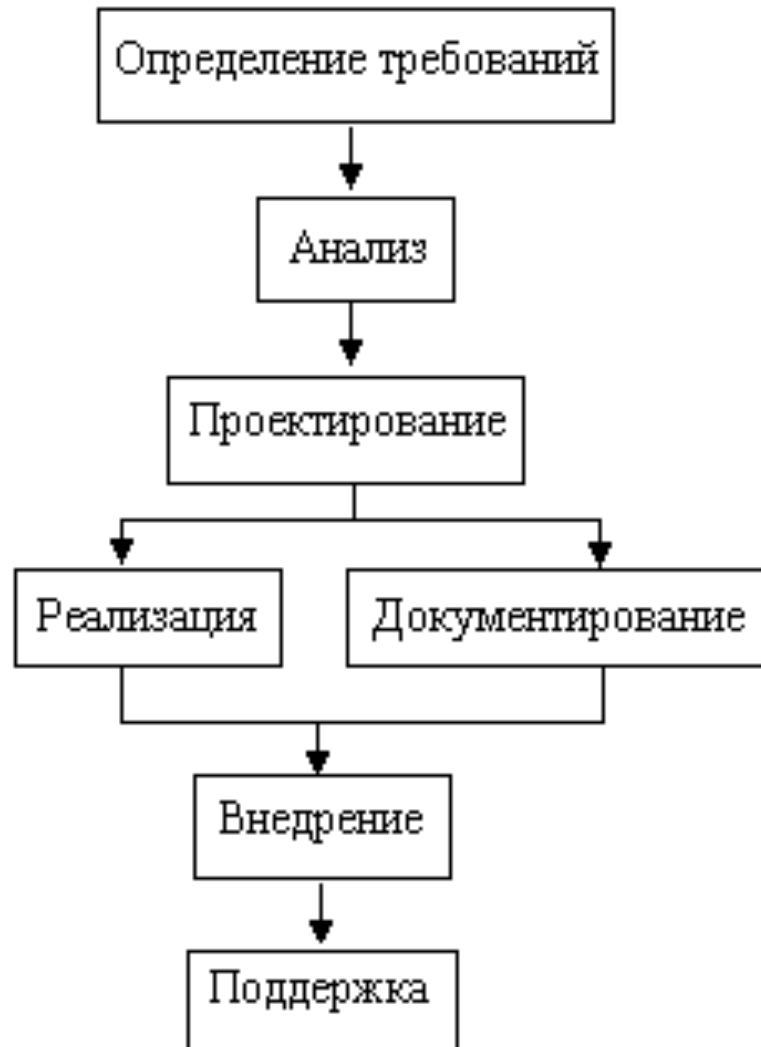 Определение требований
Анализ
Проектирование
Реализация
Документирование
Внедрение
Поддержка